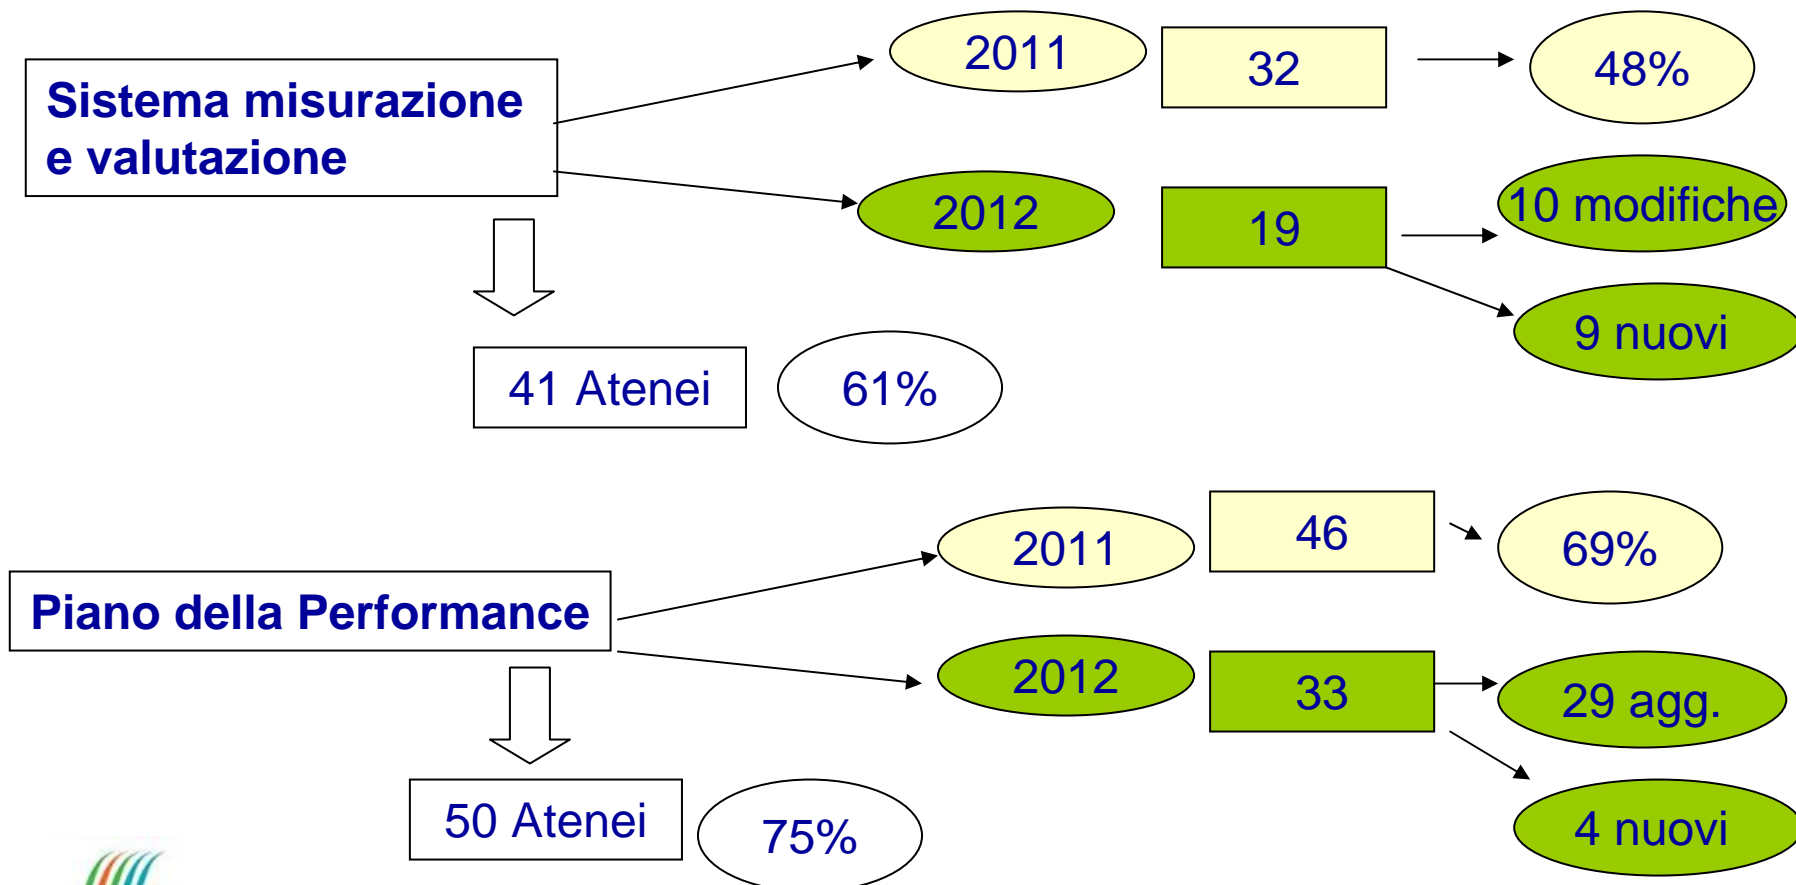 2011
32
48%
Sistema misurazione
e valutazione
2012
19
10 modifiche
9 nuovi
41 Atenei
61%
2011
46
69%
Piano della Performance
2012
33
29 agg.
4 nuovi
50 Atenei
75%